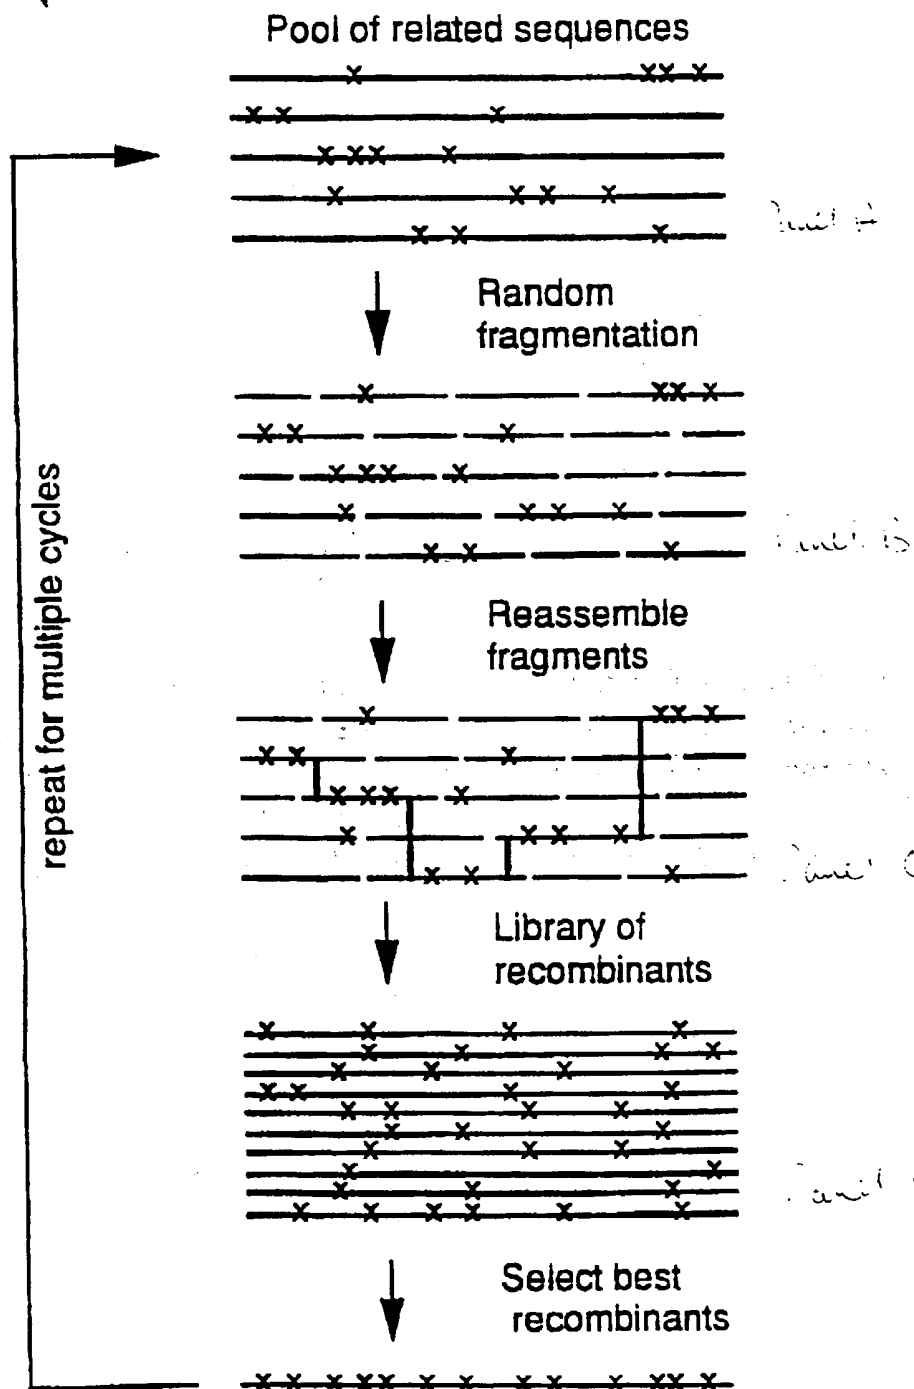 Pool of related sequences
Random
fragmentation
Reassemble
fragments
repeat for multiple cycles
Library of
recombinants
Select best
recombinants